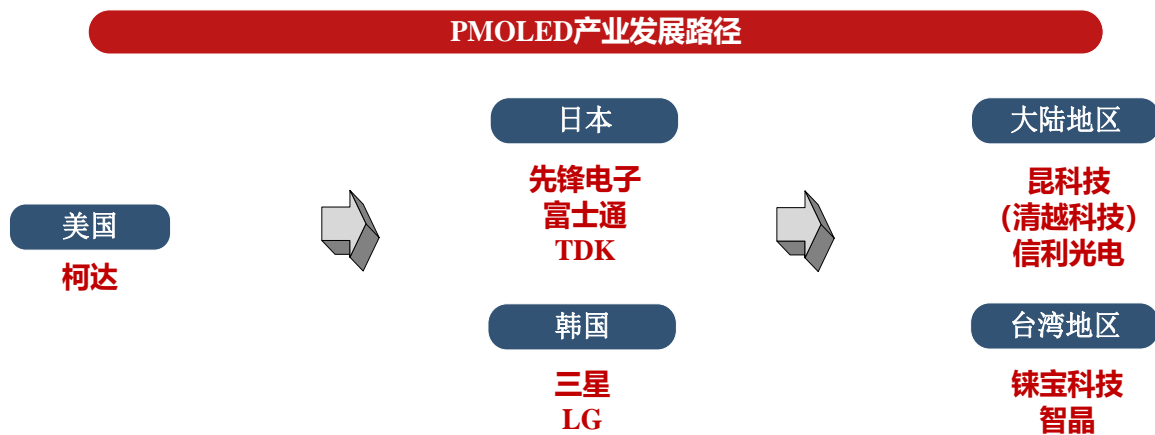 PMOLED产业发展路径
美国
柯达
日本
先锋电子
富士通
TDK
韩国
三星
LG
大陆地区
昆科技
（清越科技）
信利光电
台湾地区
铼宝科技
智晶